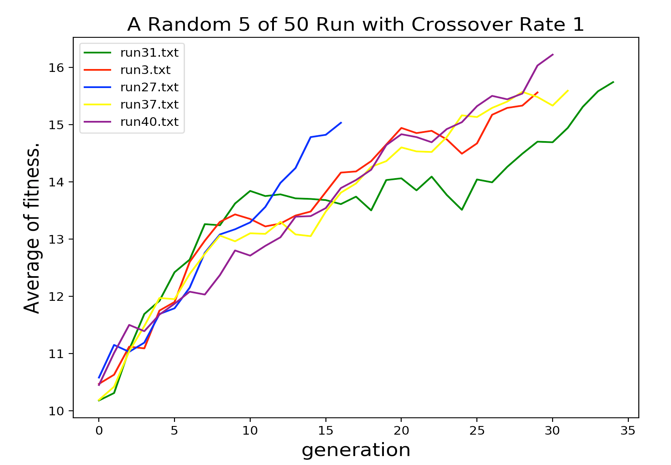 A Random 5 of 50 Run with Crossover Rate 1
run31.txt
run3.txt
run27.txt
run37.txt
run40.txt
Average of fitness.
16
15
14
13
12
11
10
0 5 10 15 20 25 30 35
generation